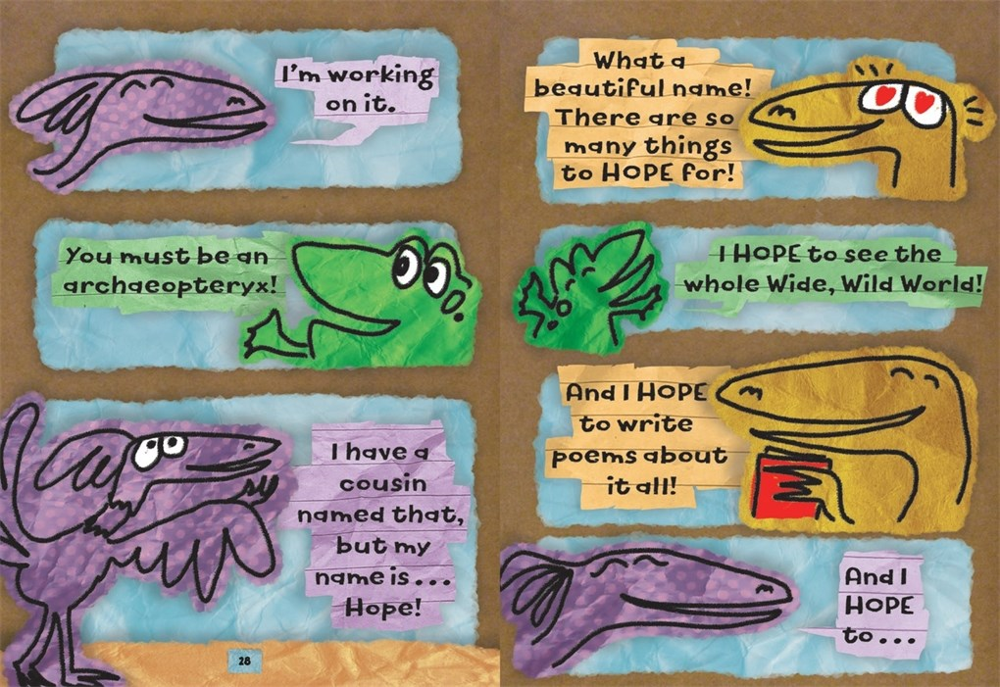 I'm working
on it.
You must be an
archaeopteryx!
I have a
cousin
named that,
but my
name is...
Hope!
28
What a
beautiful name!
There are so
many things
to HOPE for!
I HOPE to see the
whole Wide, Wild World!
And I HOPE
to write
poems about
it all!
And I
HOPE
to...